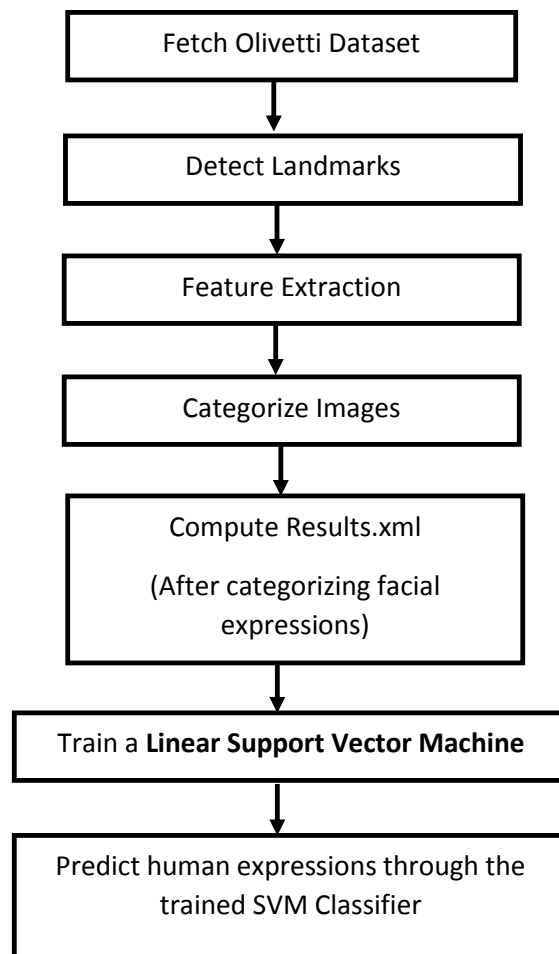 Fetch Olivetti Dataset
Detect Landmarks
Feature Extraction
Categorize Images
Compute Results.xml
(After categorizing facial
expressions)
Train a Linear Support Vector Machine
Predict human expressions through the
trained SVM Classifier